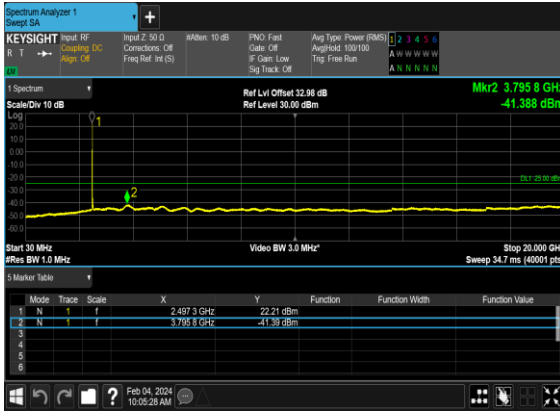 Spectrum Analyzer 1
Swept SA
+
KEYSIGHT Input: RF Input Z: 50 Ω #Atten: 10 dB PNO: Fast Avg Type: Power (RMS) 1 2 3 4 5 6
R T Coupling: DC Corrections: Off Gate: Off Avg|Hold: 100/100 A W W W W W
Align: Off Freq Ref: Int (S) IF Gain: Low Trig: Free Run
Sig Track: Off A N N N N N
1 Spectrum Ref Lvl Offset 32.98 dB Mkr2 3.795 8 GHz
Scale/Div 10 dB Ref Level 30.00 dBm -41.388 dBm
Log
20.0
10.0
0.00
-10.0
-20.0
-30.0
-40.0
-50.0
-60.0
1
2
DL1 -25.00 dBm
Start 30 MHz Video BW 3.0 MHz* Stop 20.000 GHz
#Res BW 1.0 MHz Sweep 34.7 ms (40001 pts)
5 Marker Table
Mode Trace Scale X Y Function Function Width Function Value
1 N 1 f 2.497 3 GHz 22.21 dBm
2 N 1 f 3.795 8 GHz -41.39 dBm
3
4
5
6
? Feb 04, 2024
10:05:28 AM